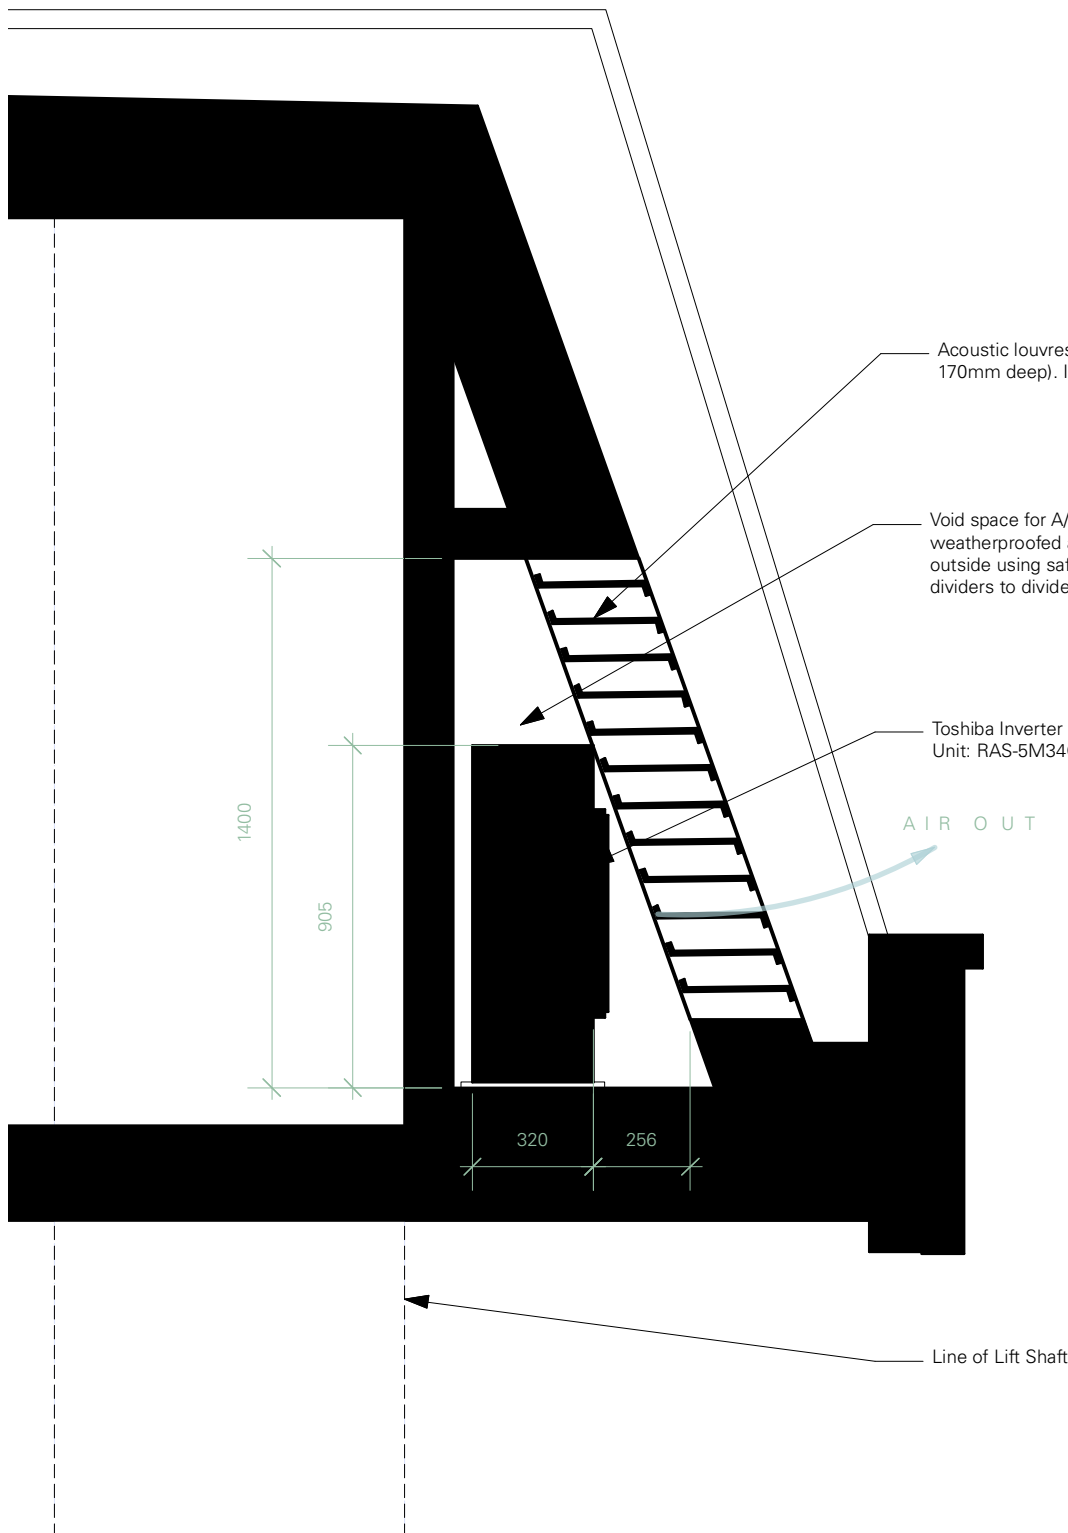 Acoustic louvres
170mm deep). I
Void space for A/
weatherproofed
outside using saf
dividers to divide
Toshiba Inverter
Unit: RAS-5M34
AIR OUT
1400
905
320
256
Line of Lift Shaft